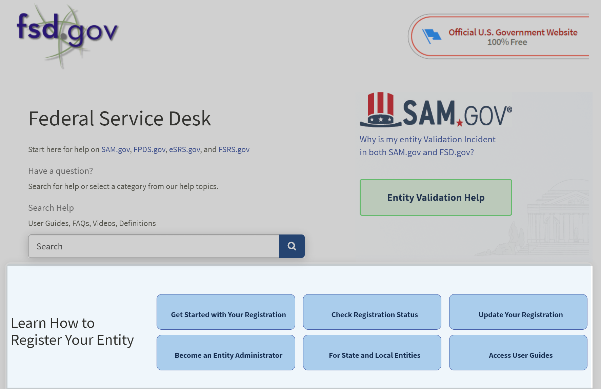 fsd.gov
Official U.S. Government Website
100% Free
SAM.GOV®
Federal Service Desk
Why is my entity Validation Incident
in both SAM.gov and FSD.gov?
Start here for help on SAM.gov, FPDS.gov, eSRS.gov, and FSRS.gov
Have a question?
Search for help or select a category from our help topics.
Entity Validation Help
Search Help
User Guides, FAQs, Videos, Definitions
Search
Learn How to
Register Your Entity
Get Started with Your Registration
Check Registration Status
Update Your Registration
Become an Entity Administrator
For State and Local Entities
Access User Guides